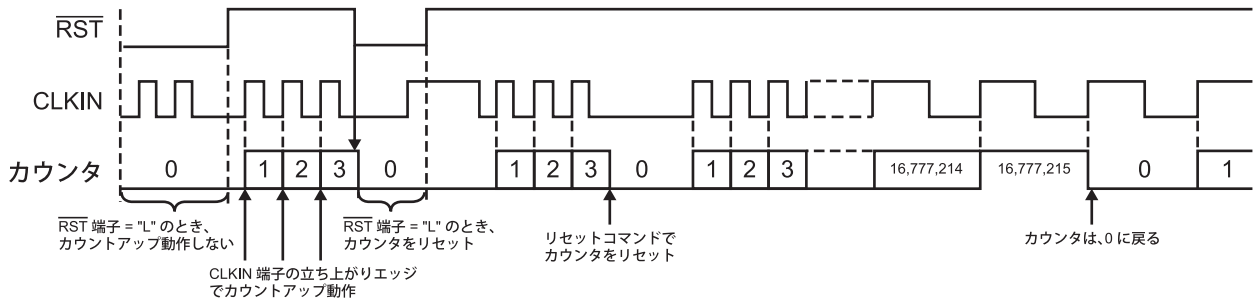 RST
CLKIN
カウンタ
0
1
2
3
0
1
2
3
0
1
2
3
16,777,214
16,777,215
0
1
RST 端子 = "L" のとき、
カウントアップ動作しない
CLKIN 端子の立ち上がりエッジ
でカウントアップ動作
RST 端子 = "L" のとき、
カウンタをリセット
リセットコマンドで
カウンタをリセット
カウンタは、0 に戻る